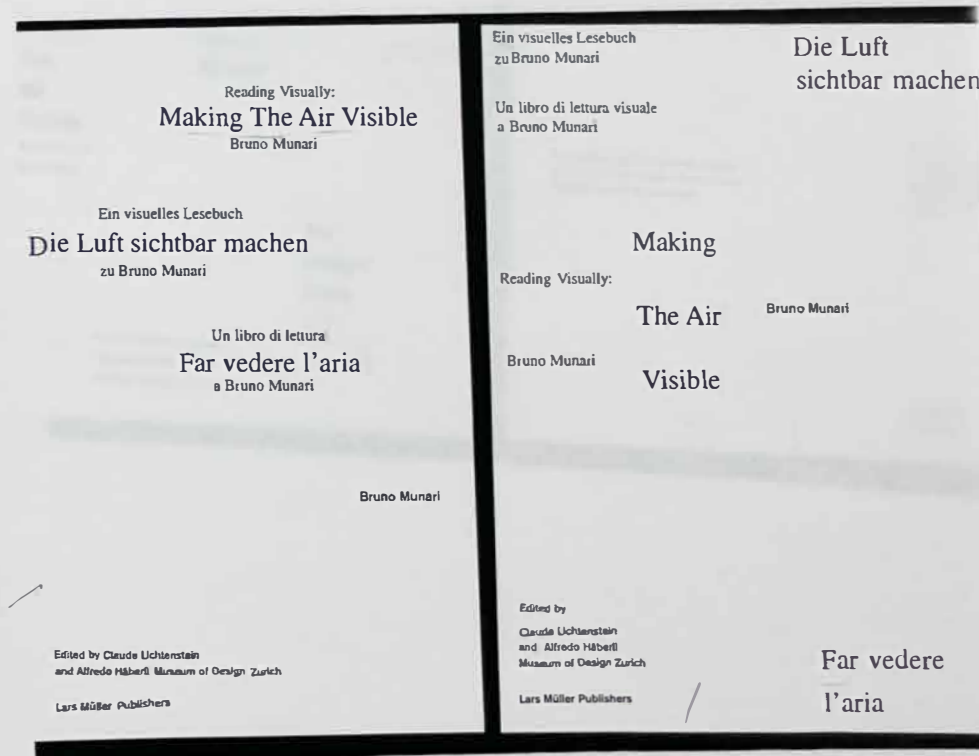 Reading Visually:
Making The Air Visible
Bruno Munari
Ein visuelles Lesebuch
Die Luft sichtbar machen
zu Bruno Munari
Un libro di lettura
Far vedere l'aria
a Bruno Munari
Bruno Munari
Edited by Claude Lichtenstein
and Alfredo Häberli Museum of Design Zurich
Lars Müller Publishers
Ein visuelles Lesebuch
zu Bruno Munari
Die Luft
sichtbar machen
Un libro di lettura visuale
a Bruno Munari
Making
Reading Visually:
The Air
Bruno Munari
Bruno Munari
Visible
Edited by
Claude Lichtenstein
and Alfredo Häberli
Museum of Design Zurich
Lars Müller Publishers
Far vedere
l'aria